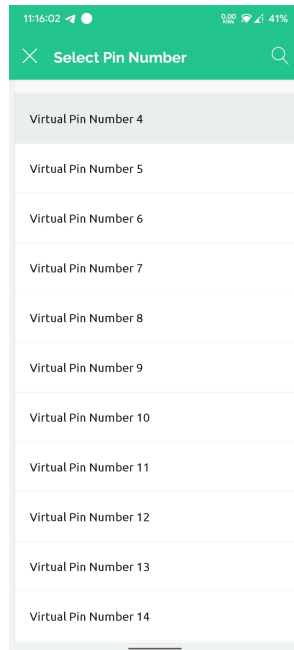 11:16:02 0.00 KB/s 41%
Select Pin Number
Virtual Pin Number 4
Virtual Pin Number 5
Virtual Pin Number 6
Virtual Pin Number 7
Virtual Pin Number 8
Virtual Pin Number 9
Virtual Pin Number 10
Virtual Pin Number 11
Virtual Pin Number 12
Virtual Pin Number 13
Virtual Pin Number 14